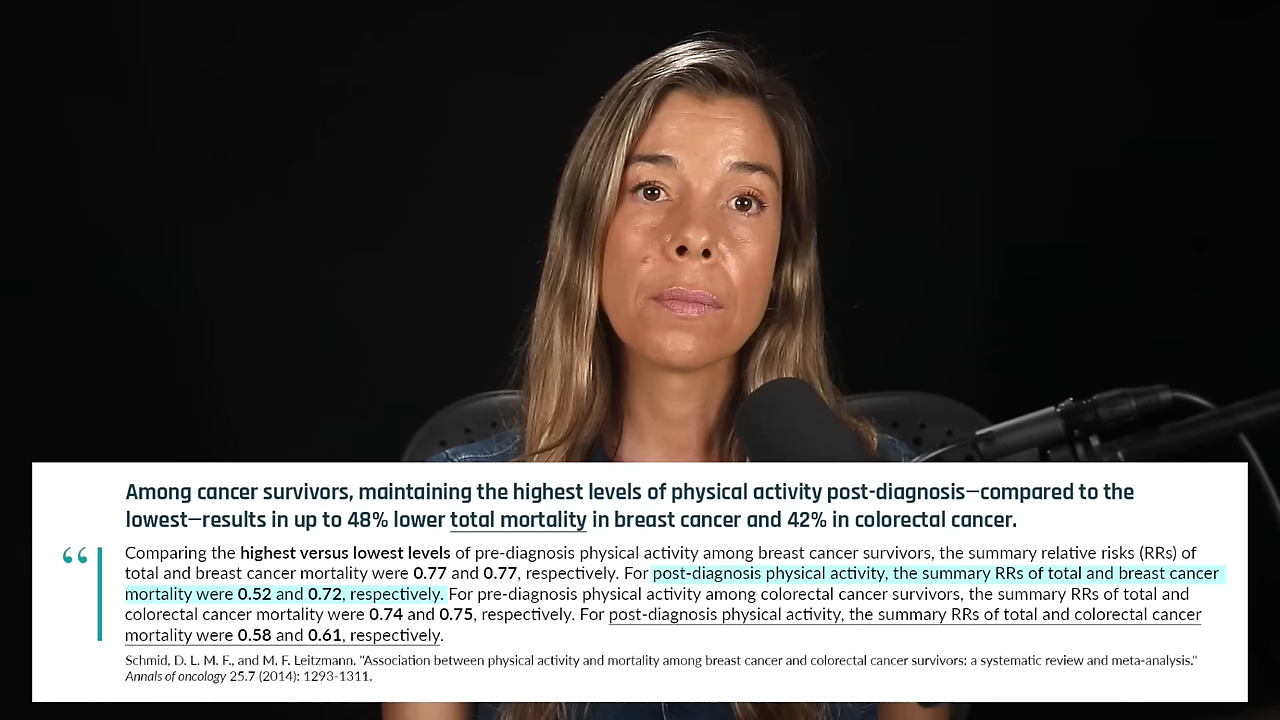 Among cancer survivors, maintaining the highest levels of physical activity post-diagnosis—compared to the
lowest—results in up to 48% lower total mortality in breast cancer and 42% in colorectal cancer.
“
Comparing the highest versus lowest levels of pre-diagnosis physical activity among breast cancer survivors, the summary relative risks (RRs) of
total and breast cancer mortality were 0.77 and 0.77, respectively. For post-diagnosis physical activity, the summary RRs of total and breast cancer
mortality were 0.52 and 0.72, respectively. For pre-diagnosis physical activity among colorectal cancer survivors, the summary RRs of total and
colorectal cancer mortality were 0.74 and 0.75, respectively. For post-diagnosis physical activity, the summary RRs of total and colorectal cancer
mortality were 0.58 and 0.61, respectively.
Schmid, D. L. M. F., and M. F. Leitzmann. "Association between physical activity and mortality among breast cancer and colorectal cancer survivors: a systematic review and meta-analysis."
Annals of oncology 25.7 (2014): 1293-1311.